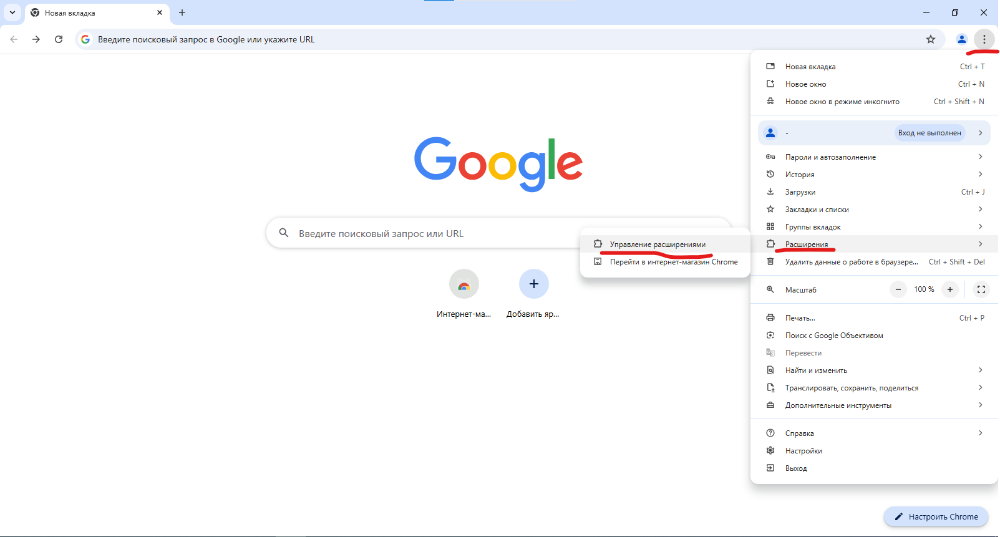 Новая вкладка
Введите поисковый запрос в Google или укажите URL
Новая вкладка Ctrl + T
Новое окно Ctrl + N
Новое окно в режиме инкогнито Ctrl + Shift + N
- Вход не выполнен
Пароли и автозаполнение
История
Загрузки Ctrl + J
Закладки и списки
Группы вкладок
Расширения
Удалить данные о работе в браузере... Ctrl + Shift + Del
Масштаб 100 %
Печать... Ctrl + P
Поиск с Google Объективом
Перевести
Найти и изменить
Транслировать, сохранить, поделиться
Дополнительные инструменты
Справка
Настройки
Выход
Управление расширениями
Перейти в интернет-магазин Chrome
Google
Введите поисковый запрос или URL
Интернет-ма...
Добавить яр...
Настроить Chrome